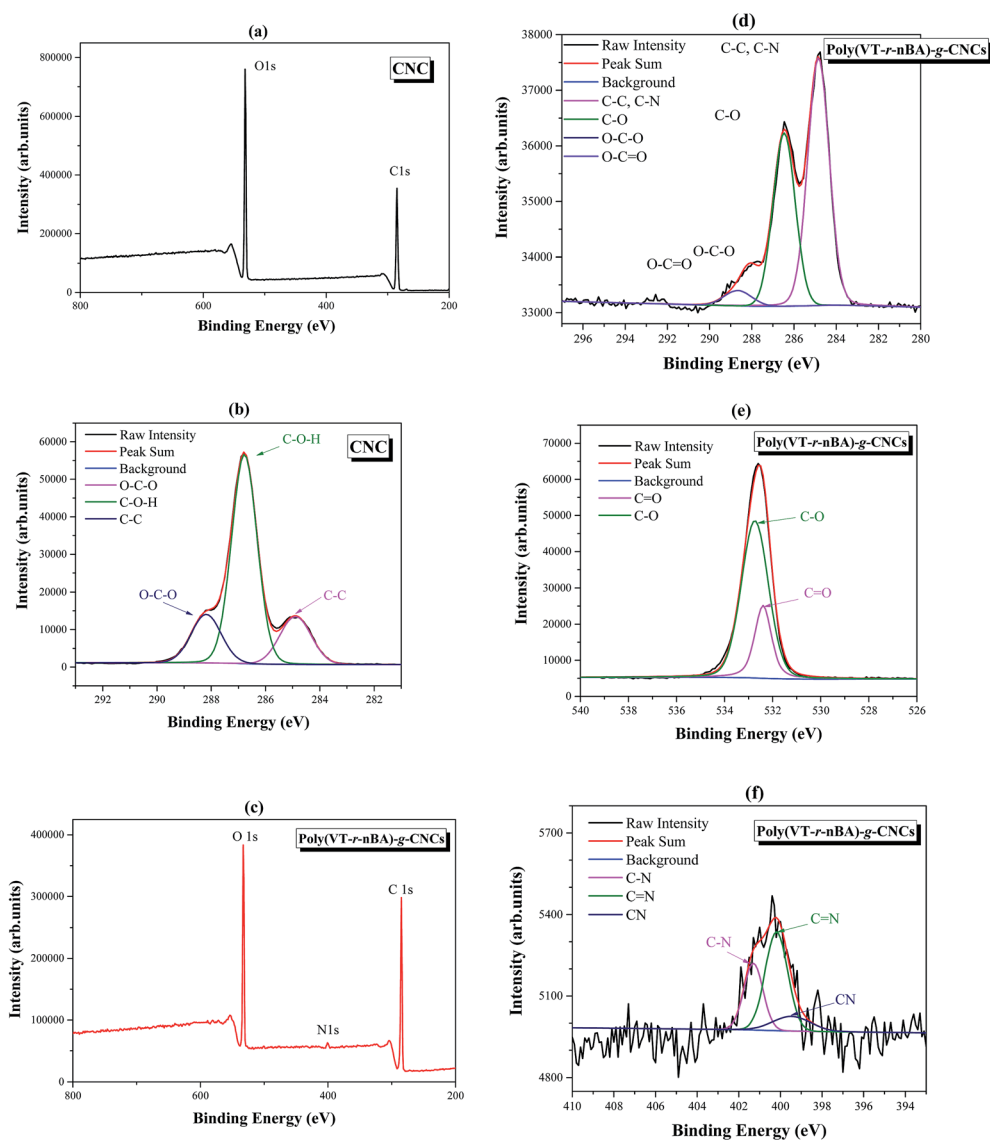 (a)
CNC
O1s
C1s
800000
600000
400000
200000
0
800
600
400
200
Intensity (arb.units)
Binding Energy (eV)
(d)
Raw Intensity
Peak Sum
Background
C-C, C-N
C-O
O-C-O
O-C=O
C-C, C-N
Poly(VT-r-nBA)-g-CNCs
C-O
O-C-O
O-C=O
38000
37000
36000
35000
34000
33000
296
294
292
290
288
286
284
282
280
Intensity (arb.units)
Binding Energy (eV)
(b)
Raw Intensity
Peak Sum
Background
O-C-O
C-O-H
C-C
C-O-H
CNC
O-C-O
C-C
60000
50000
40000
30000
20000
10000
0
292
290
288
286
284
282
Intensity (arb.units)
Binding Energy (eV)
(e)
Poly(VT-r-nBA)-g-CNCs
Raw Intensity
Peak Sum
Background
C=O
C-O
C-O
C=O
70000
60000
50000
40000
30000
20000
10000
0
540
538
536
534
532
530
528
526
Intensity (arb.units)
Binding Energy (eV)
(c)
Poly(VT-r-nBA)-g-CNCs
O 1s
C 1s
N1s
400000
300000
200000
100000
0
800
600
400
200
Intensity (arb.units)
Binding Energy (eV)
(f)
Raw Intensity
Peak Sum
Background
C-N
C=N
CN
Poly(VT-r-nBA)-g-CNCs
C=N
C-N
CN
5700
5400
5100
4800
410
408
406
404
402
400
398
396
394
Intensity (arb.units)
Binding Energy (eV)